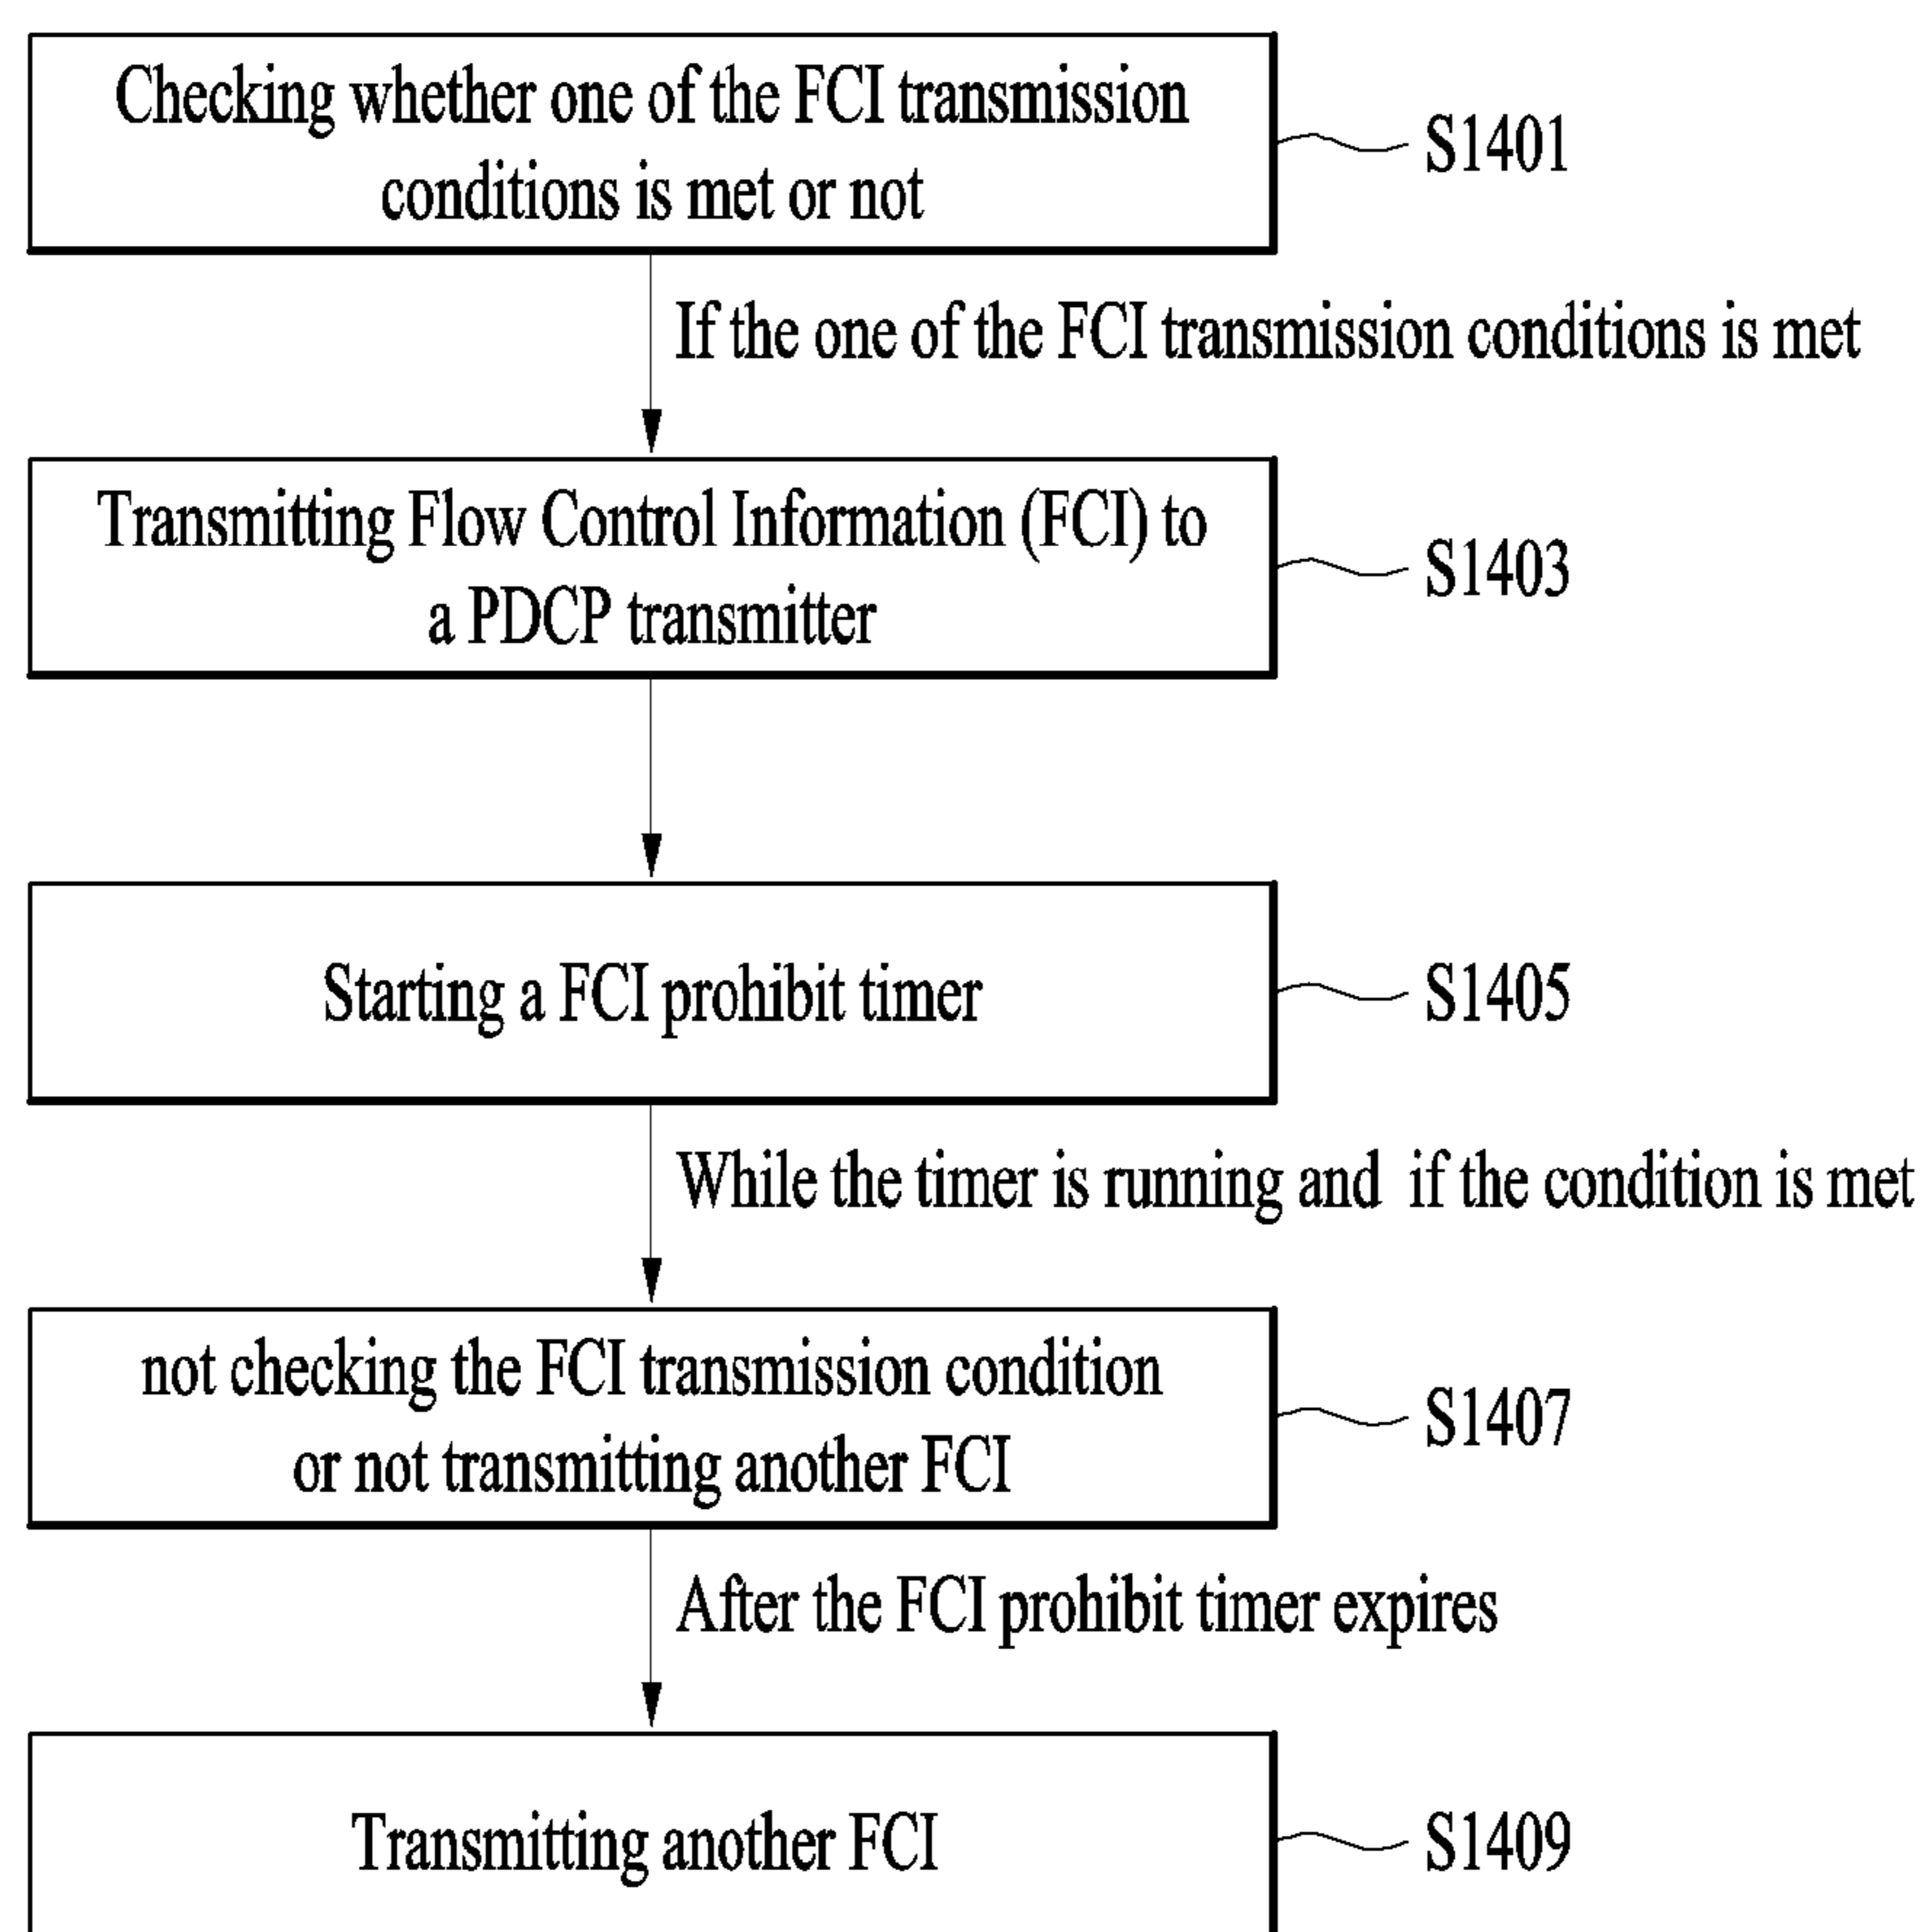 Checking whether one of the FCI transmission
conditions is met or not
S1401
If the one of the FCI transmission conditions is met
Transmitting Flow Control Information (FCI) to
a PDCP transmitter
S1403
Starting a FCI prohibit timer
S1405
While the timer is running and if the condition is met
not checking the FCI transmission condition
or not transmitting another FCI
S1407
After the FCI prohibit timer expires
Transmitting another FCI
S1409